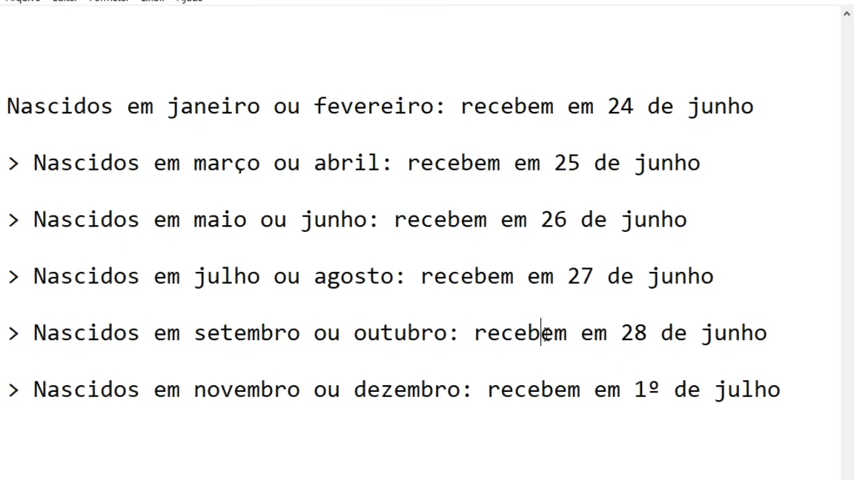 Nascidos em janeiro ou fevereiro: recebem em 24 de junho
> Nascidos em março ou abril: recebem em 25 de junho
> Nascidos em maio ou junho: recebem em 26 de junho
> Nascidos em julho ou agosto: recebem em 27 de junho
> Nascidos em setembro ou outubro: recebem em 28 de junho
> Nascidos em novembro ou dezembro: recebem em 1º de julho